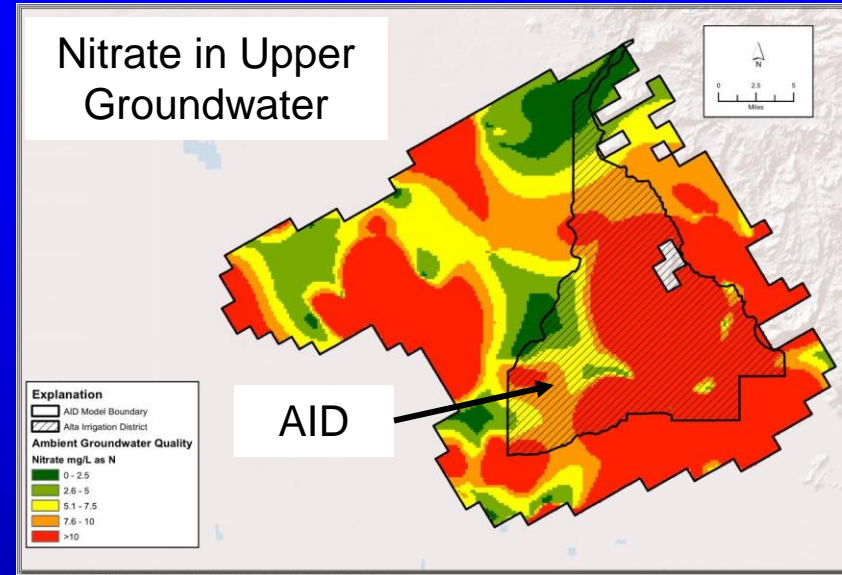 Nitrate in Upper
Groundwater
N
0 2.5 5
Miles
AID
Explanation
AID Model Boundary
Alta Irrigation District
Ambient Groundwater Quality
Nitrate mg/L as N
0 - 2.5
2.6 - 5
5.1 - 7.5
7.6 - 10
>10